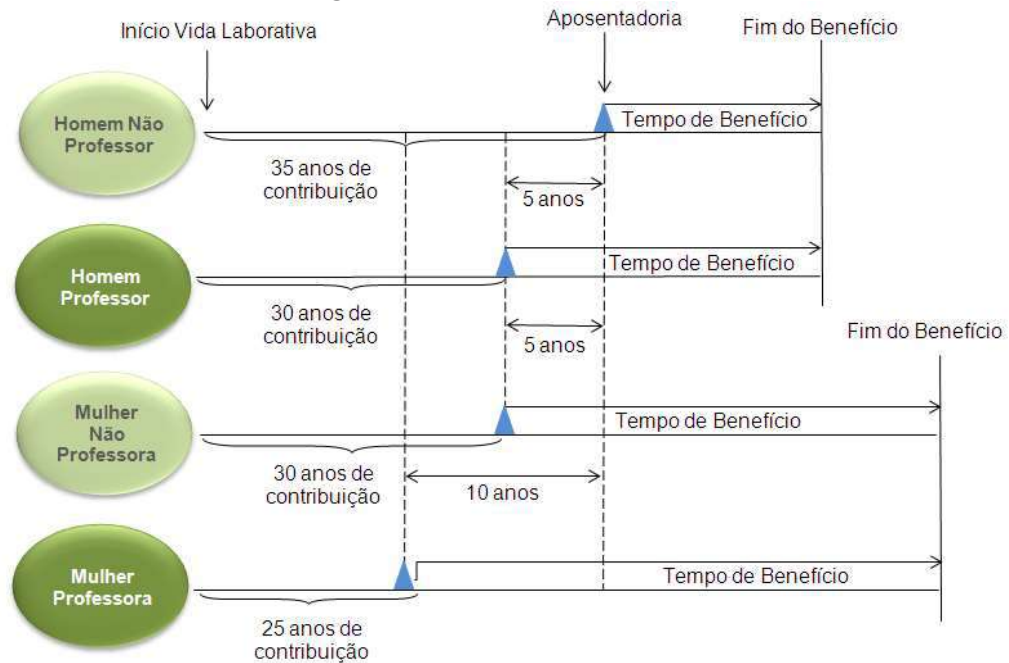 Início Vida Laborativa
Aposentadoria
Fim do Benefício
Homem Não
Professor
Tempo de Benefício
35 anos de
contribuição
5 anos
Homem
Professor
Tempo de Benefício
30 anos de
contribuição
5 anos
Fim do Benefício
Mulher
Não
Professora
Tempo de Benefício
30 anos de
contribuição
10 anos
Mulher
Professora
Tempo de Benefício
25 anos de
contribuição